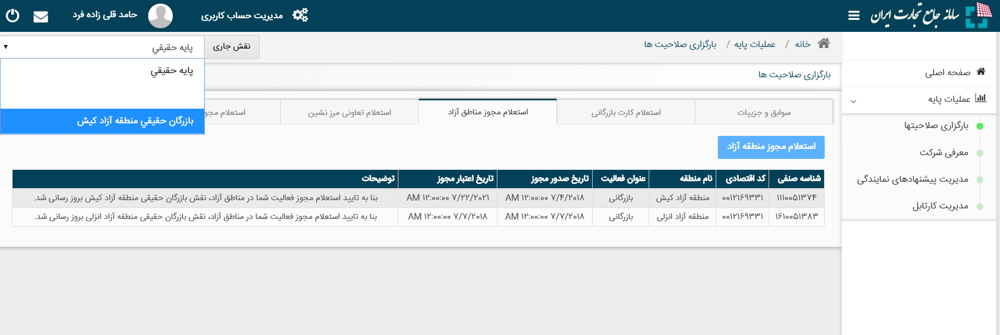 سامانه جامع تجارت ایران
مدیریت حساب کاربری
حامد قلی زاده فرد
خانه / عملیات پایه / بارگزاری صلاحیت ها
نقش جاری
پایه حقیقي
پایه حقیقي
بازرگان حقیقي منطقه آزاد کیش
صفحه اصلی
عملیات پایه
بارگزاری صلاحیتها
معرفی شرکت
مدیریت پیشنهادهای نمایندگی
مدیریت کارتابل
بارگزاری صلاحیت ها
سوابق و جزییات
استعلام کارت بازرگانی
استعلام مجوز مناطق آزاد
استعلام تعاونی مرز نشین
استعلام مجو
استعلام مجوز منطقه آزاد
شناسه صنفی کد اقتصادی نام منطقه عنوان فعالیت تاریخ صدور مجوز تاریخ اعتبار مجوز توضیحات
۱۱۱۰۰۵۱۳۷۴ ۰۰۱۲۱۶۹۳۳۱ منطقه آزاد کیش بازرگانی ۷/۴/۲۰۱۸ ۱۲:۰۰:۰۰ AM ۷/۲۲/۲۰۲۱ ۱۲:۰۰:۰۰ AM بنا به تایید استعلام مجوز فعالیت شما در مناطق آزاد، نقش بازرگان حقیقی منطقه آزاد کیش بروز رسانی شد.
۱۶۱۰۰۵۱۳۸۳ ۰۰۱۲۱۶۹۳۳۱ منطقه آزاد انزلی بازرگانی ۷/۷/۲۰۱۸ ۱۲:۰۰:۰۰ AM ۷/۷/۲۰۱۸ ۱۲:۰۰:۰۰ AM بنا به تایید استعلام مجوز فعالیت شما در مناطق آزاد، نقش بازرگان حقیقی منطقه آزاد انزلی بروز رسانی شد.